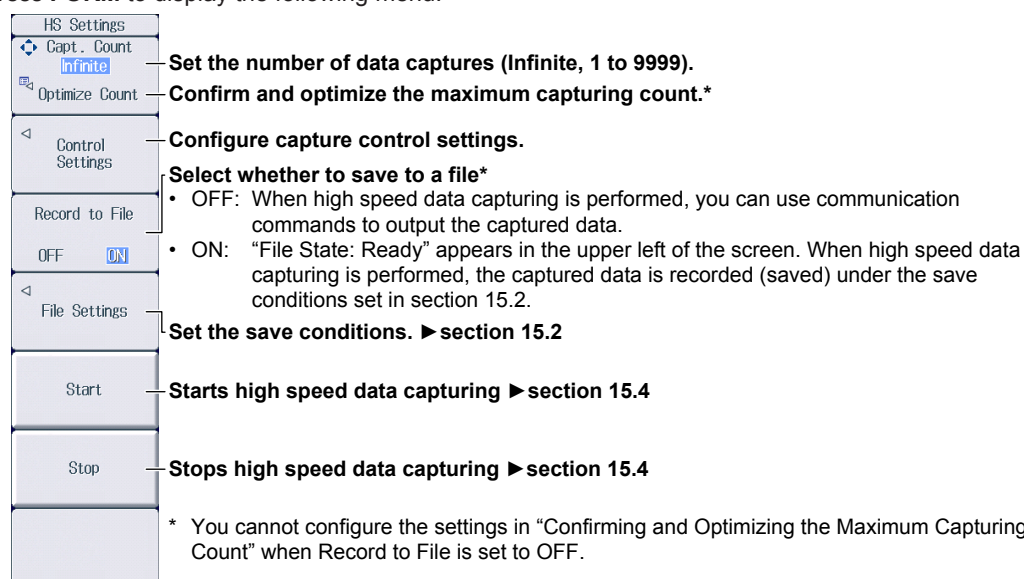 to display the following menu.
HS Settings
Capt. Count
Infinite
Set the number of data captures (Infinite, 1 to 9999).
Optimize Count
Confirm and optimize the maximum capturing count.*
Control
Settings
Configure capture control settings.
Select whether to save to a file*
Record to File
OFF ON
• OFF: When high speed data capturing is performed, you can use communication
commands to output the captured data.
• ON: “File State: Ready” appears in the upper left of the screen. When high speed data
capturing is performed, the captured data is recorded (saved) under the save
conditions set in section 15.2.
File Settings
Set the save conditions. ►section 15.2
Start
Starts high speed data capturing ►section 15.4
Stop
Stops high speed data capturing ►section 15.4
* You cannot configure the settings in “Confirming and Optimizing the Maximum Capturing
Count” when Record to File is set to OFF.